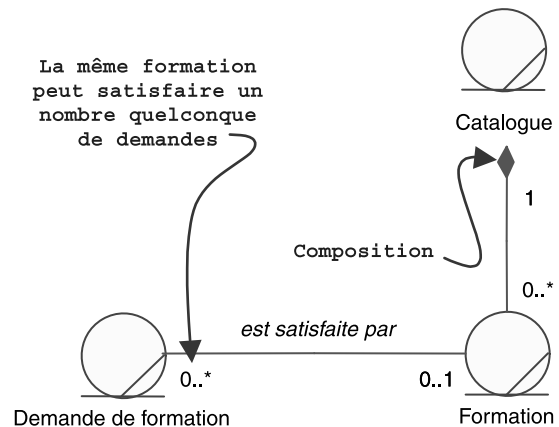 La même formation
peut satisfaire un
nombre quelconque
de demandes
Catalogue
1
Composition
0..*
est satisfaite par
0..*
0..1
Demande de formation
Formation